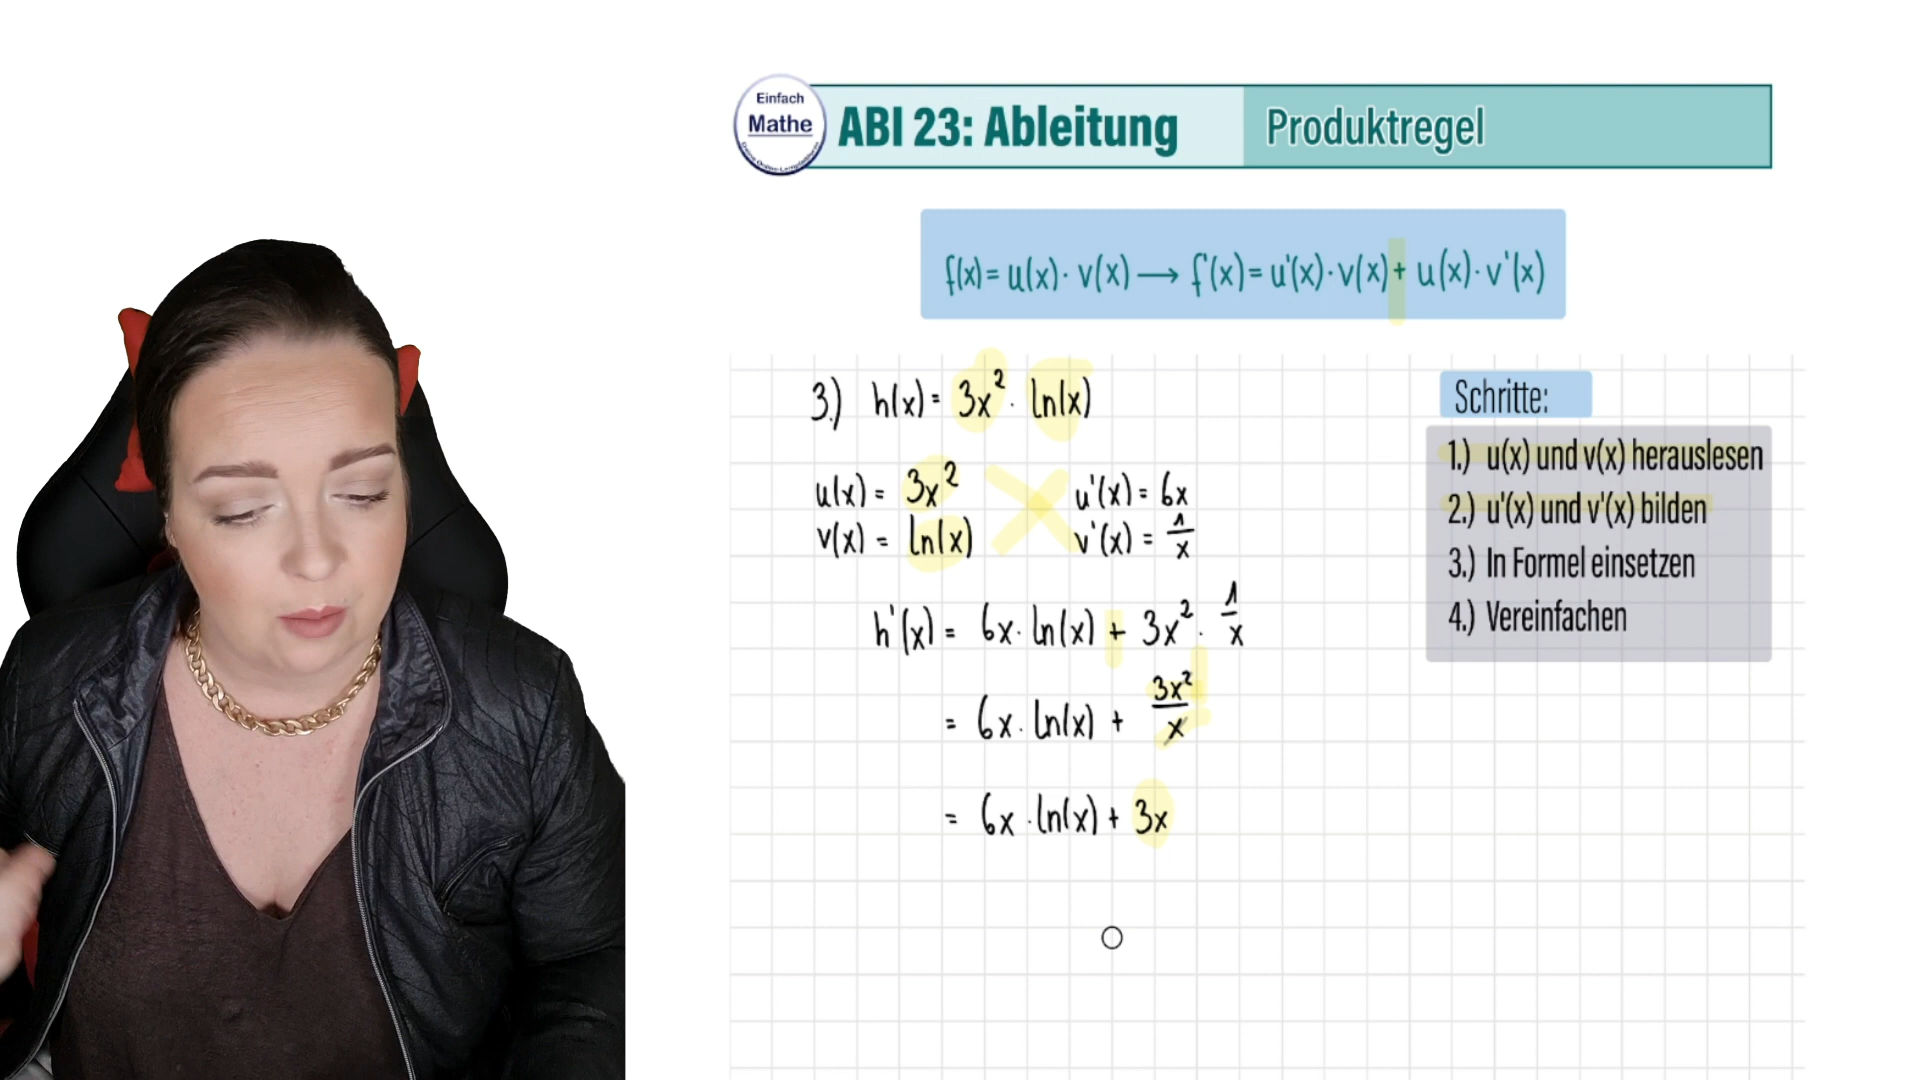 Einfach
Mathe
ABI 23: Ableitung
Produktregel
f(x) = u(x) · v(x) ⟶ f'(x) = u'(x) · v(x) + u(x) · v'(x)
3.) h(x) = 3x² · ln(x)
u(x) = 3x² u'(x) = 6x
v(x) = ln(x) v'(x) = 1/x
h'(x) = 6x · ln(x) + 3x² · 1/x
= 6x · ln(x) + 3x²/x
= 6x · ln(x) + 3x
Schritte:
1.) u(x) und v(x) herauslesen
2.) u'(x) und v'(x) bilden
3.) In Formel einsetzen
4.) Vereinfachen